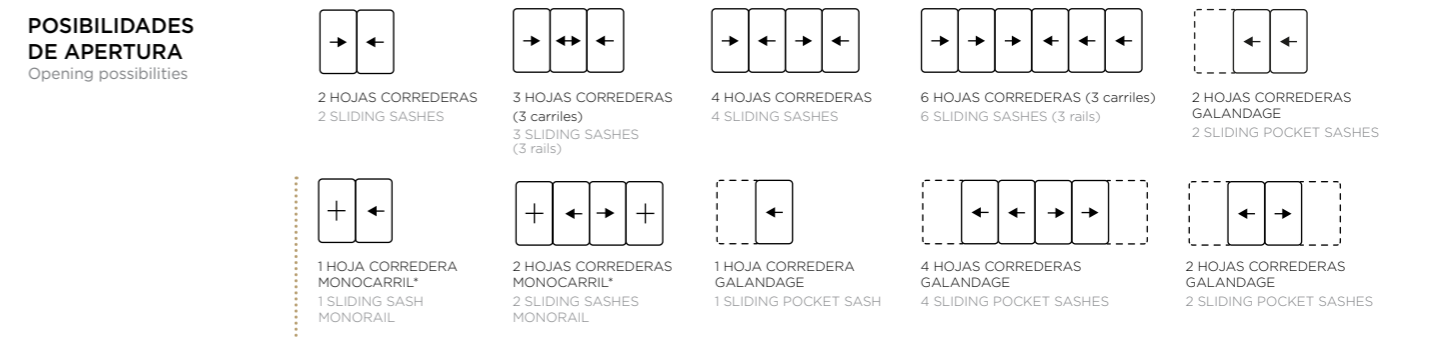 POSIBILIDADES
DE APERTURA
Opening possibilities
2 HOJAS CORREDERAS
2 SLIDING SASHES
3 HOJAS CORREDERAS
(3 carriles)
3 SLIDING SASHES
(3 rails)
4 HOJAS CORREDERAS
4 SLIDING SASHES
6 HOJAS CORREDERAS (3 carriles)
6 SLIDING SASHES (3 rails)
2 HOJAS CORREDERAS
GALANDAGE
2 SLIDING POCKET SASHES
1 HOJA CORREDERA
MONOCARRIL*
1 SLIDING SASH
MONORAIL
2 HOJAS CORREDERAS
MONOCARRIL*
2 SLIDING SASHES
MONORAIL
1 HOJA CORREDERA
GALANDAGE
1 SLIDING POCKET SASH
4 HOJAS CORREDERAS
GALANDAGE
4 SLIDING POCKET SASHES
2 HOJAS CORREDERAS
GALANDAGE
2 SLIDING POCKET SASHES